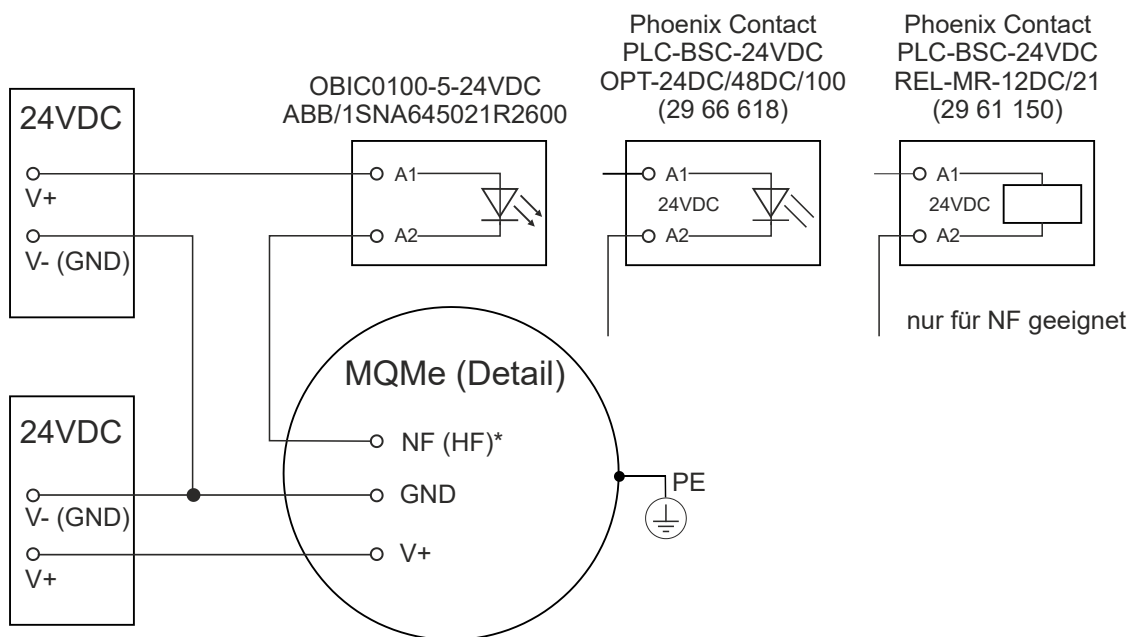 24VDC
V+
V- (GND)
OBIC0100-5-24VDC
ABB/1SNA645021R2600
A1
A2
Phoenix Contact
PLC-BSC-24VDC
OPT-24DC/48DC/100
(29 66 618)
A1
24VDC
A2
Phoenix Contact
PLC-BSC-24VDC
REL-MR-12DC/21
(29 61 150)
A1
24VDC
A2
nur für NF geeignet
24VDC
V- (GND)
V+
MQMe (Detail)
NF (HF)*
GND
V+
PE